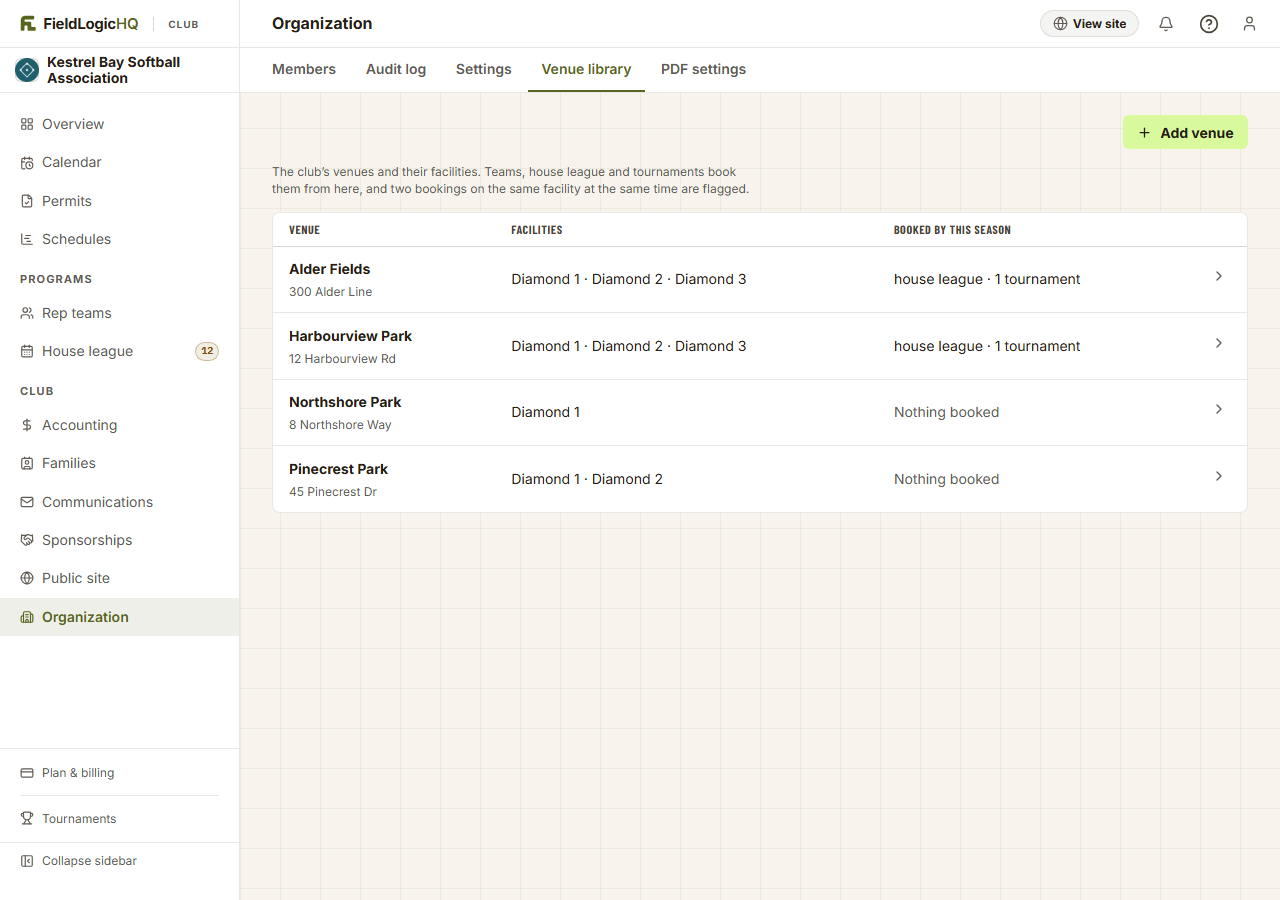 FieldLogicHQ CLUB
Organization
View site
Kestrel Bay Softball
Association
Members
Audit log
Settings
Venue library
PDF settings
Overview
Calendar
Permits
Schedules
PROGRAMS
Rep teams
House league 12
CLUB
Accounting
Families
Communications
Sponsorships
Public site
Organization
Plan & billing
Tournaments
Collapse sidebar
+ Add venue
The club’s venues and their facilities. Teams, house league and tournaments book
them from here, and two bookings on the same facility at the same time are flagged.
VENUE FACILITIES BOOKED BY THIS SEASON
Alder Fields
300 Alder Line
Diamond 1 · Diamond 2 · Diamond 3
house league · 1 tournament
Harbourview Park
12 Harbourview Rd
Diamond 1 · Diamond 2 · Diamond 3
house league · 1 tournament
Northshore Park
8 Northshore Way
Diamond 1
Nothing booked
Pinecrest Park
45 Pinecrest Dr
Diamond 1 · Diamond 2
Nothing booked